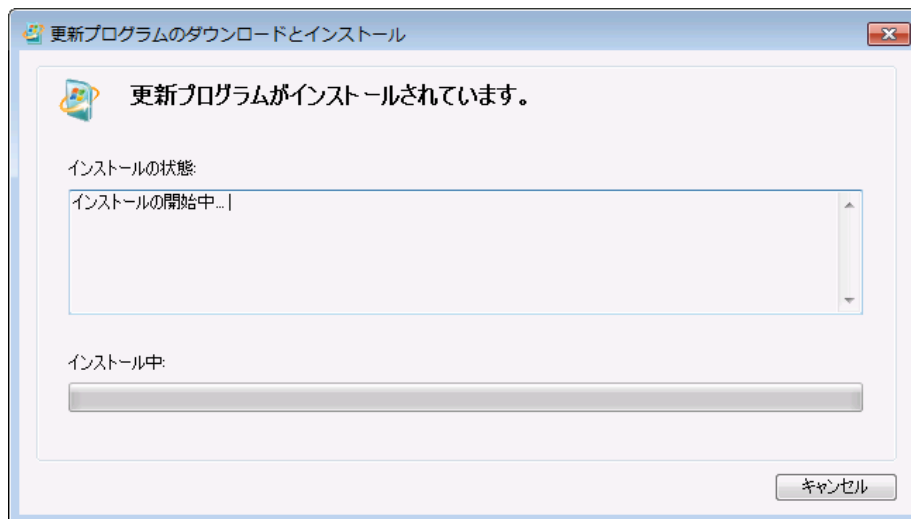 更新プログラムのダウンロードとインストール
更新プログラムがインストールされています。
インストールの状態:
インストールの開始中...
インストール中:
キャンセル